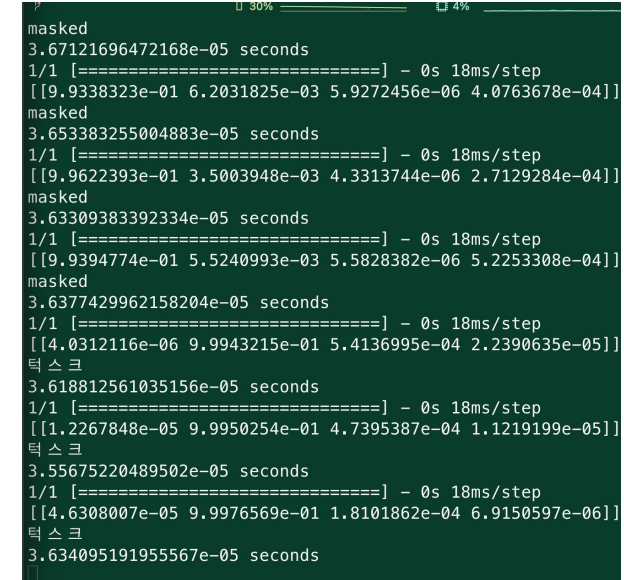 30% 4%
masked
3.67121696472168e-05 seconds
1/1 [==============================] – 0s 18ms/step
[[9.9338323e-01 6.2031825e-03 5.9272456e-06 4.0763678e-04]]
masked
3.653383255004883e-05 seconds
1/1 [==============================] – 0s 18ms/step
[[9.9622393e-01 3.5003948e-03 4.3313744e-06 2.7129284e-04]]
masked
3.63309383392334e-05 seconds
1/1 [==============================] – 0s 18ms/step
[[9.9394774e-01 5.5240993e-03 5.5828382e-06 5.2253308e-04]]
masked
3.6377429962158204e-05 seconds
1/1 [==============================] – 0s 18ms/step
[[4.0312116e-06 9.9943215e-01 5.4136995e-04 2.2390635e-05]]
턱스크
3.618812561035156e-05 seconds
1/1 [==============================] – 0s 18ms/step
[[1.2267848e-05 9.9950254e-01 4.7395387e-04 1.1219199e-05]]
턱스크
3.55675220489502e-05 seconds
1/1 [==============================] – 0s 18ms/step
[[4.6308007e-05 9.9976569e-01 1.8101862e-04 6.9150597e-06]]
턱스크
3.634095191955567e-05 seconds